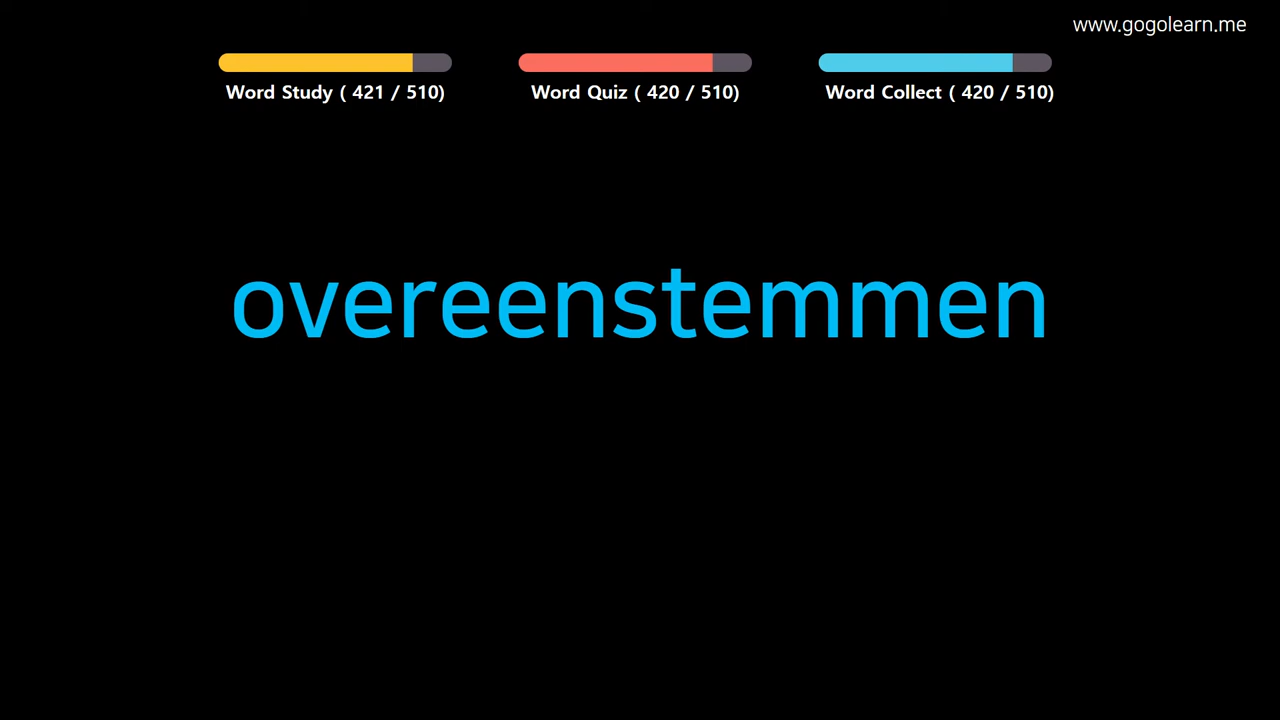 www.gogolearn.me
Word Study ( 421 / 510)
Word Quiz ( 420 / 510)
Word Collect ( 420 / 510)
overeenstemmen